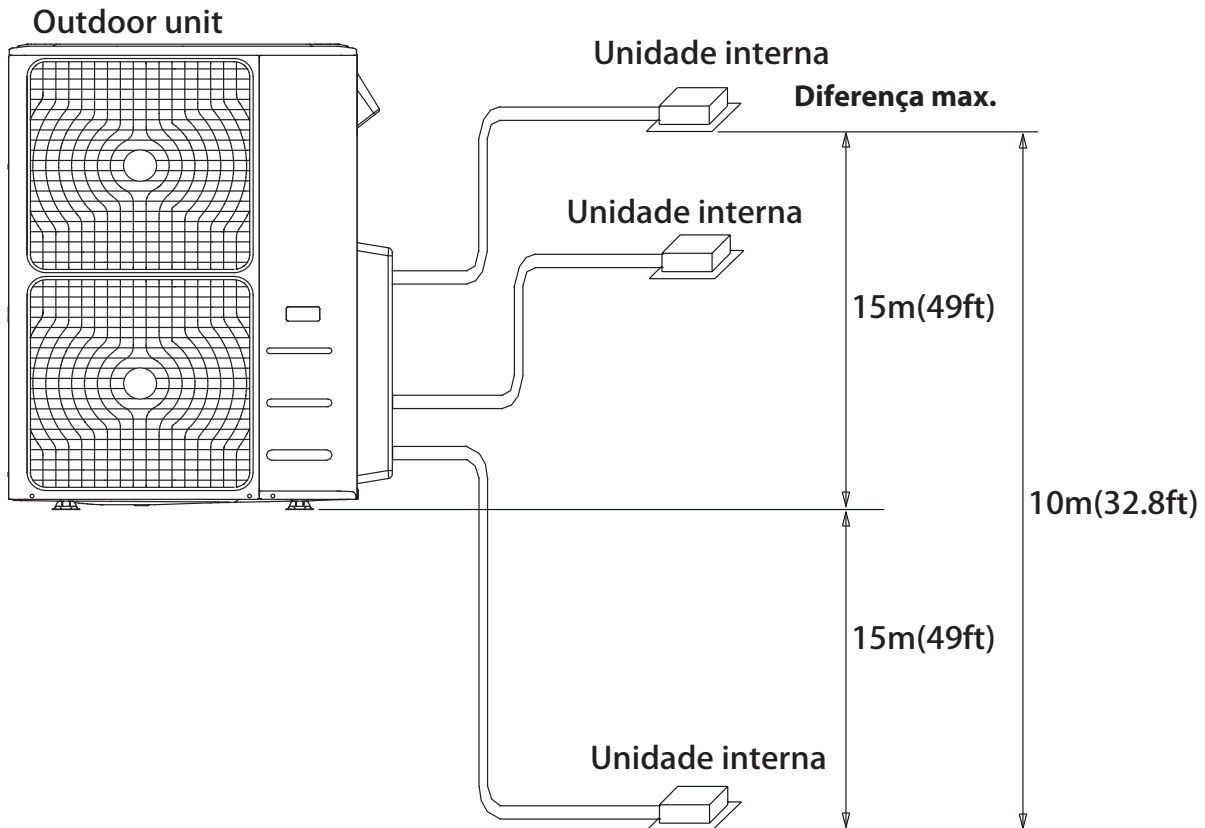 Outdoor unit
Unidade interna
Diferença max.
Unidade interna
15m(49ft)
10m(32.8ft)
15m(49ft)
Unidade interna